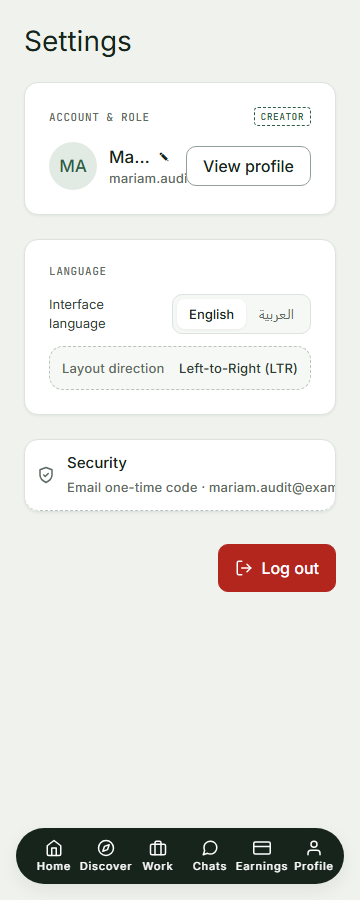 Settings
ACCOUNT & ROLE
CREATOR
MA
Ma...
mariam.audi
View profile
LANGUAGE
Interface
language
English
العربية
Layout direction
Left-to-Right (LTR)
Security
Email one-time code · mariam.audit@exam
Log out
Home
Discover
Work
Chats
Earnings
Profile